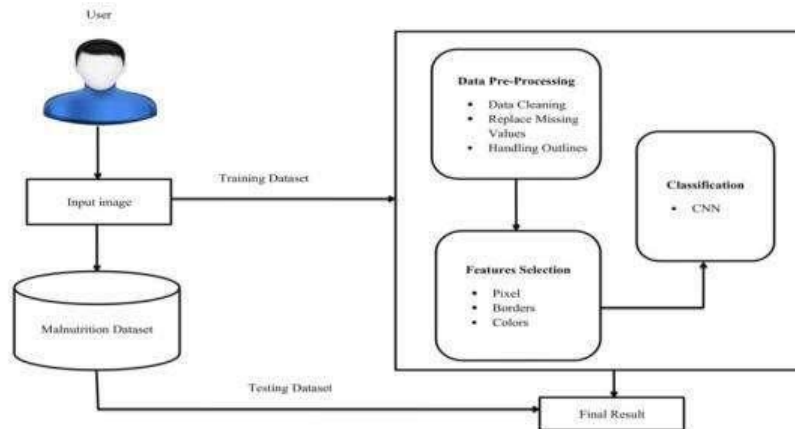 User
Input image
Malnutrition Dataset
Training Dataset
Testing Dataset
Data Pre-Processing
• Data Cleaning
• Replace Missing
Values
• Handling Outlines
Features Selection
• Pixel
• Borders
• Colors
Classification
• CNN
Final Result